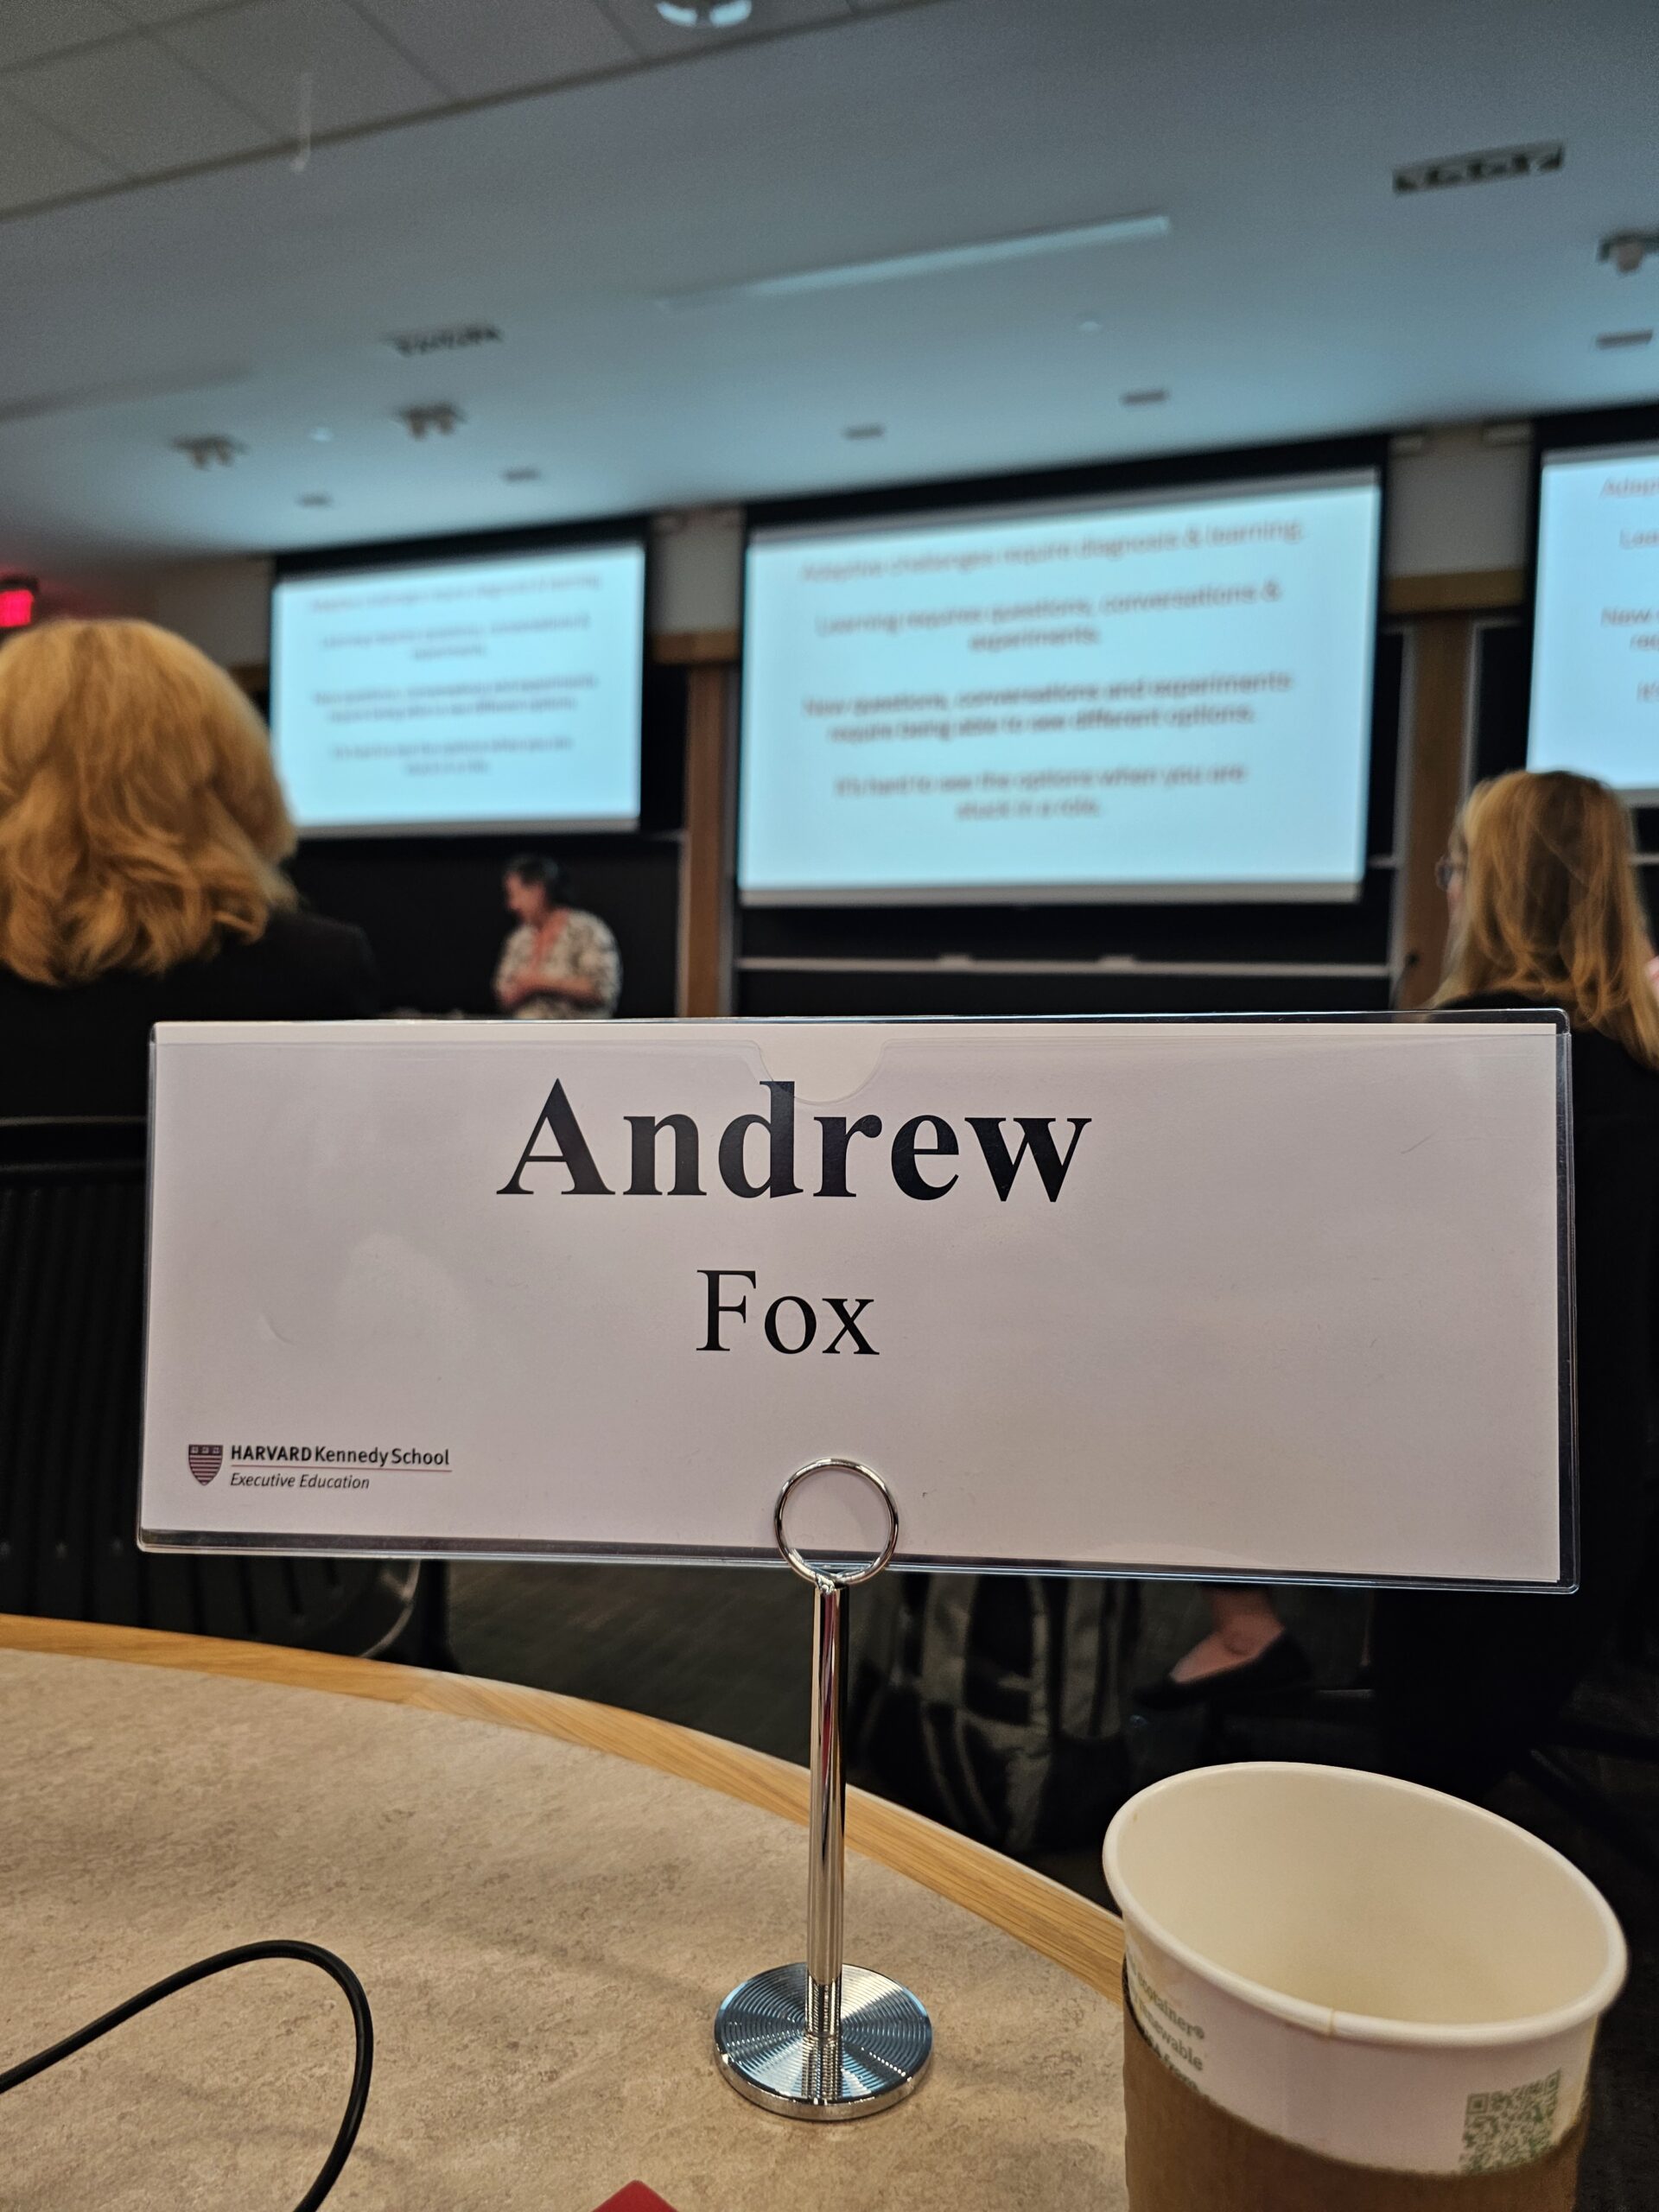 Adaptive challenges require diagnosis & learning.
Learning requires questions, conversations &
experiments.
New questions, conversations and experiments
require being able to see different options.
It's hard to see the options when you are
stuck in a role.
Andrew
Fox
HARVARD Kennedy School
Executive Education